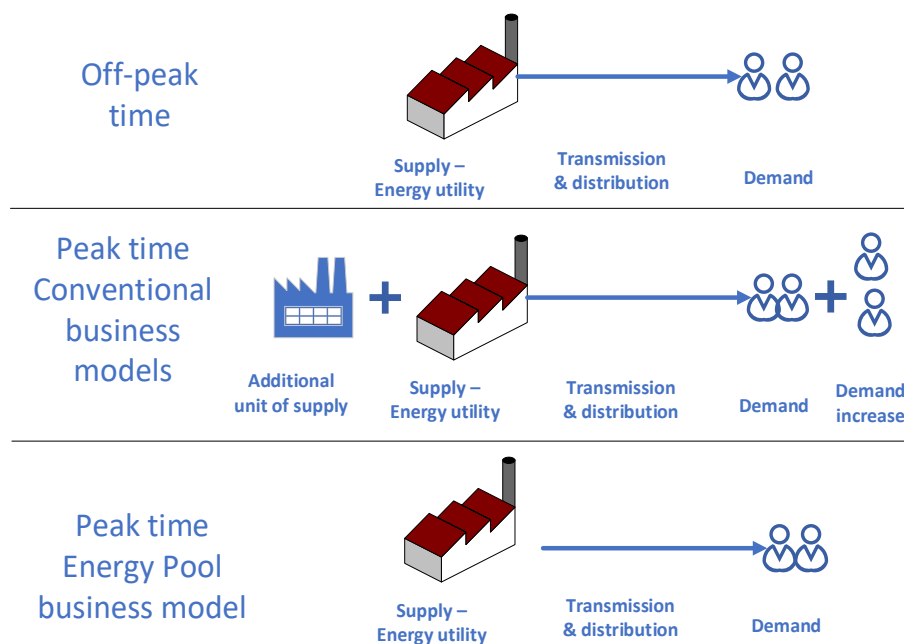 Off-peak
time
Supply –
Energy utility
Transmission
& distribution
Demand
Peak time
Conventional
business
models
Additional
unit of supply
Supply –
Energy utility
Transmission
& distribution
Demand
Demand
increase
Peak time
Energy Pool
business model
Supply –
Energy utility
Transmission
& distribution
Demand